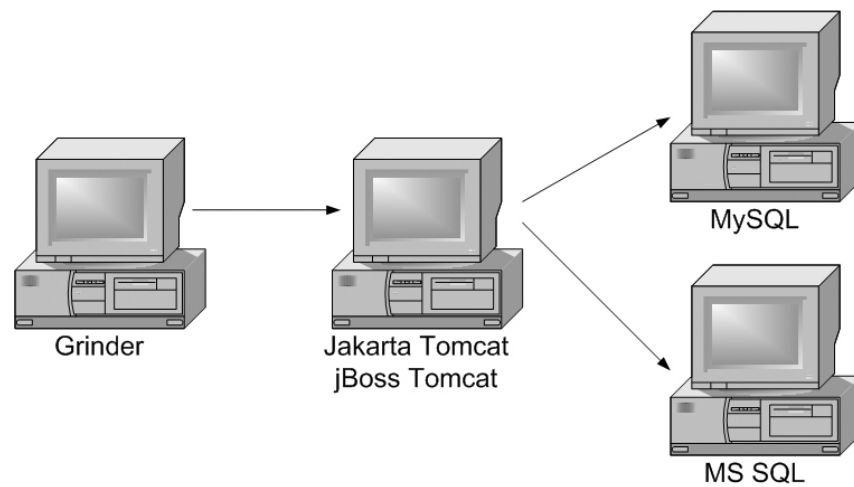 MySQL
Grinder
Jakarta Tomcat
jBoss Tomcat
MS SQL